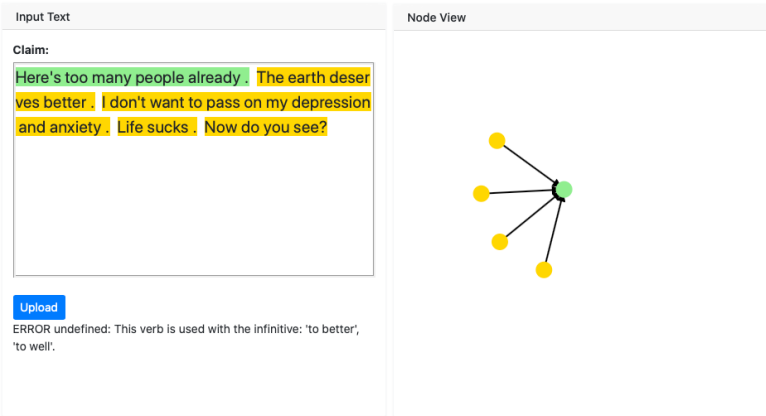 Input Text
Claim:
Here's too many people already . The earth deser
ves better . I don't want to pass on my depression
and anxiety . Life sucks . Now do you see?
Upload
ERROR undefined: This verb is used with the infinitive: 'to better',
'to well'.
Node View